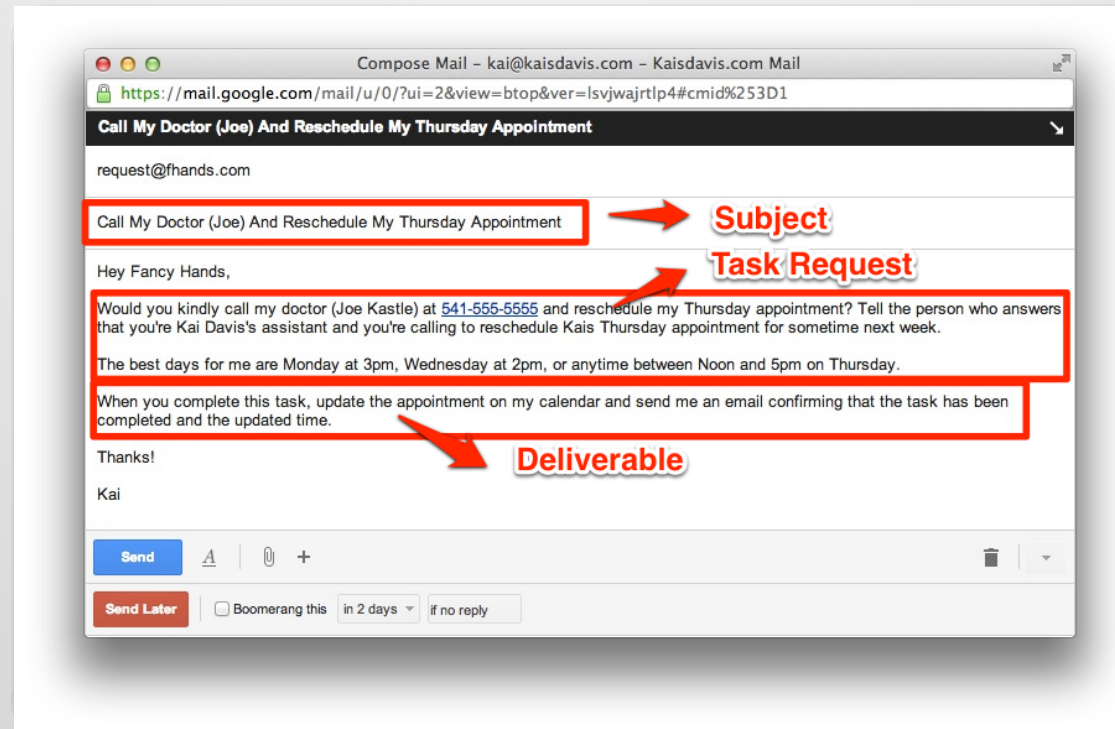 Compose Mail – kai@kaisdavis.com – Kaisdavis.com Mail
https://mail.google.com/mail/u/0/?ui=2&view=btop&ver=lsvjwajrtlp4#cmid%253D1
Call My Doctor (Joe) And Reschedule My Thursday Appointment
request@fhands.com
Call My Doctor (Joe) And Reschedule My Thursday Appointment
Subject
Hey Fancy Hands,
Task Request
Would you kindly call my doctor (Joe Kastle) at 541-555-5555 and reschedule my Thursday appointment? Tell the person who answers
that you're Kai Davis's assistant and you're calling to reschedule Kais Thursday appointment for sometime next week.
The best days for me are Monday at 3pm, Wednesday at 2pm, or anytime between Noon and 5pm on Thursday.
When you complete this task, update the appointment on my calendar and send me an email confirming that the task has been
completed and the updated time.
Thanks!
Deliverable
Kai
Send A
Send Later Boomerang this in 2 days if no reply